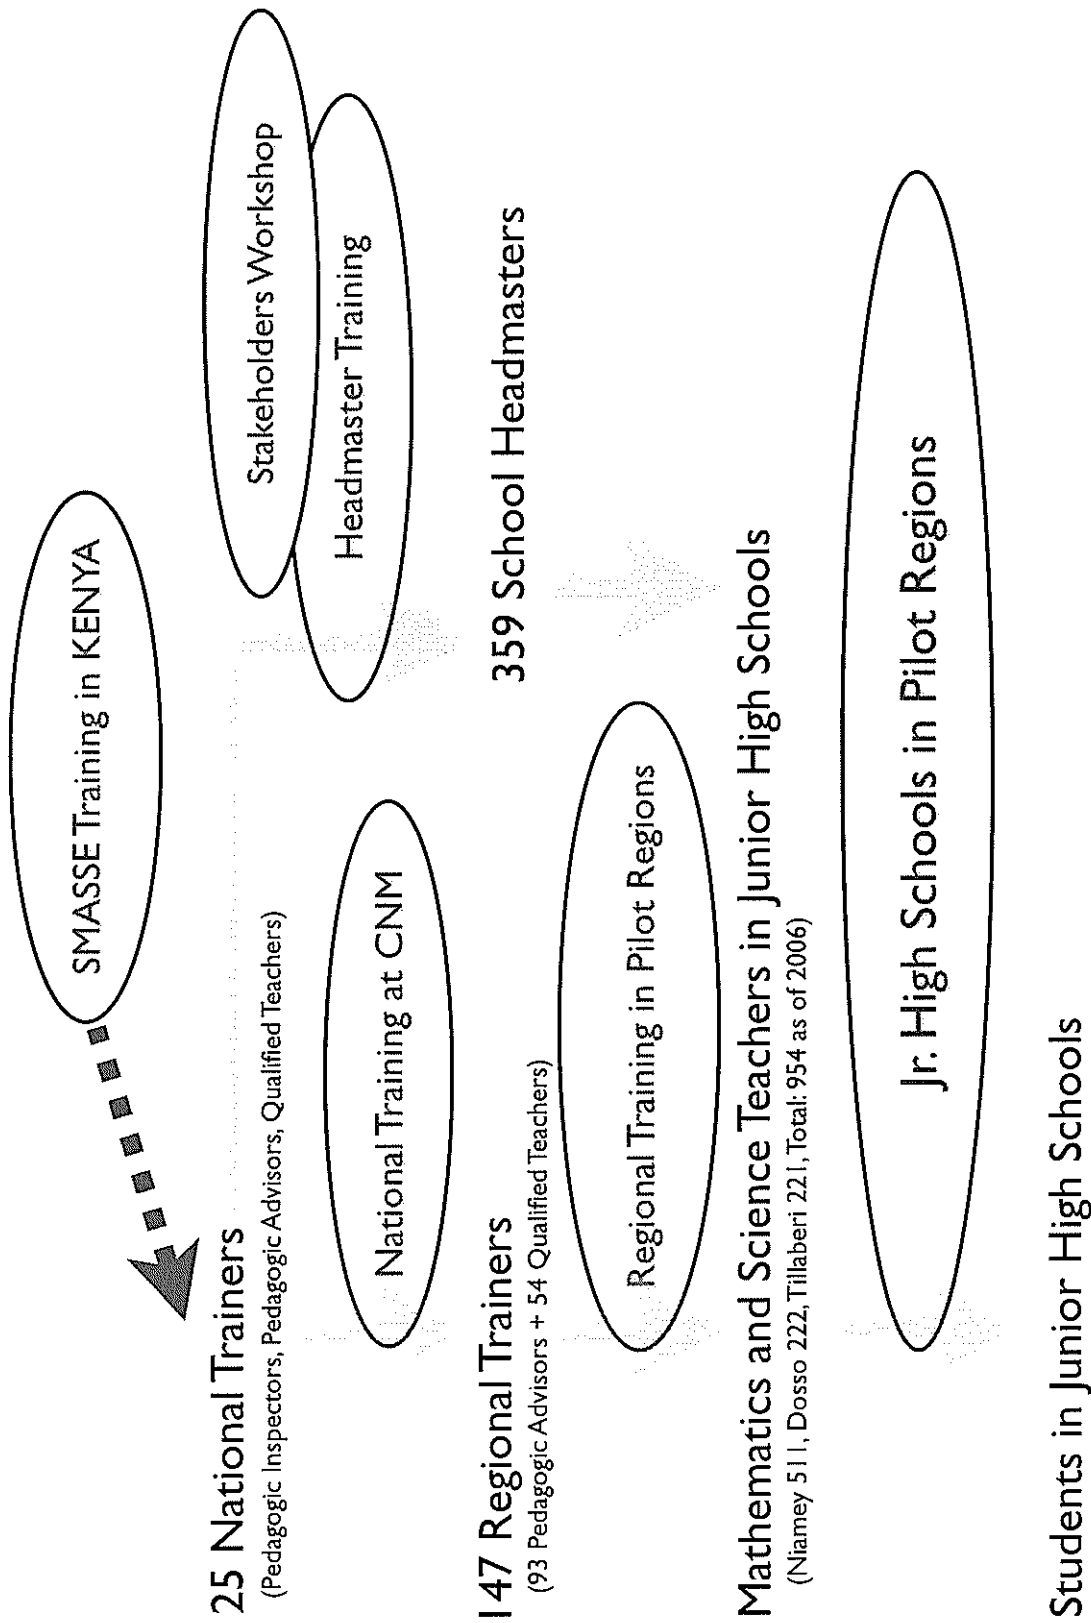 SMASSE Training in KENYA
25 National Trainers
(Pedagogic Inspectors, Pedagogic Advisors, Qualified Teachers)
Stakeholders Workshop
Headmaster Training
National Training at CNM
147 Regional Trainers
(93 Pedagogic Advisors + 54 Qualified Teachers)
359 School Headmasters
Regional Training in Pilot Regions
Mathematics and Science Teachers in Junior High Schools
(Niamey 511, Dosso 222, Tillaberi 221, Total: 954 as of 2006)
Jr. High Schools in Pilot Regions
Students in Junior High Schools